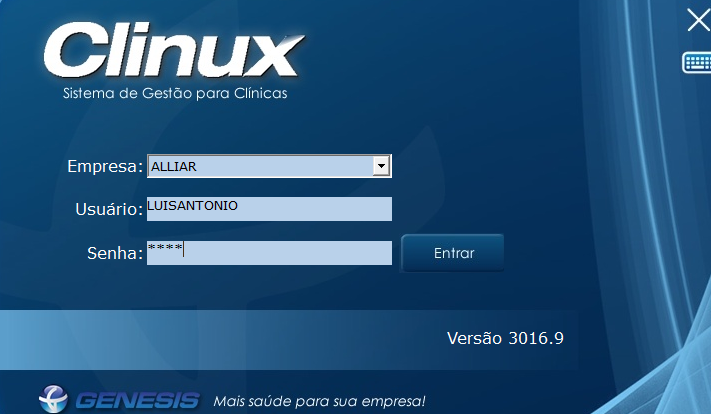 Clinux
Sistema de Gestão para Clínicas
Empresa: ALLIAR
Usuário: LUISANTONIO
Senha: ****
Entrar
Versão 3016.9
GENESIS Mais saúde para sua empresa!